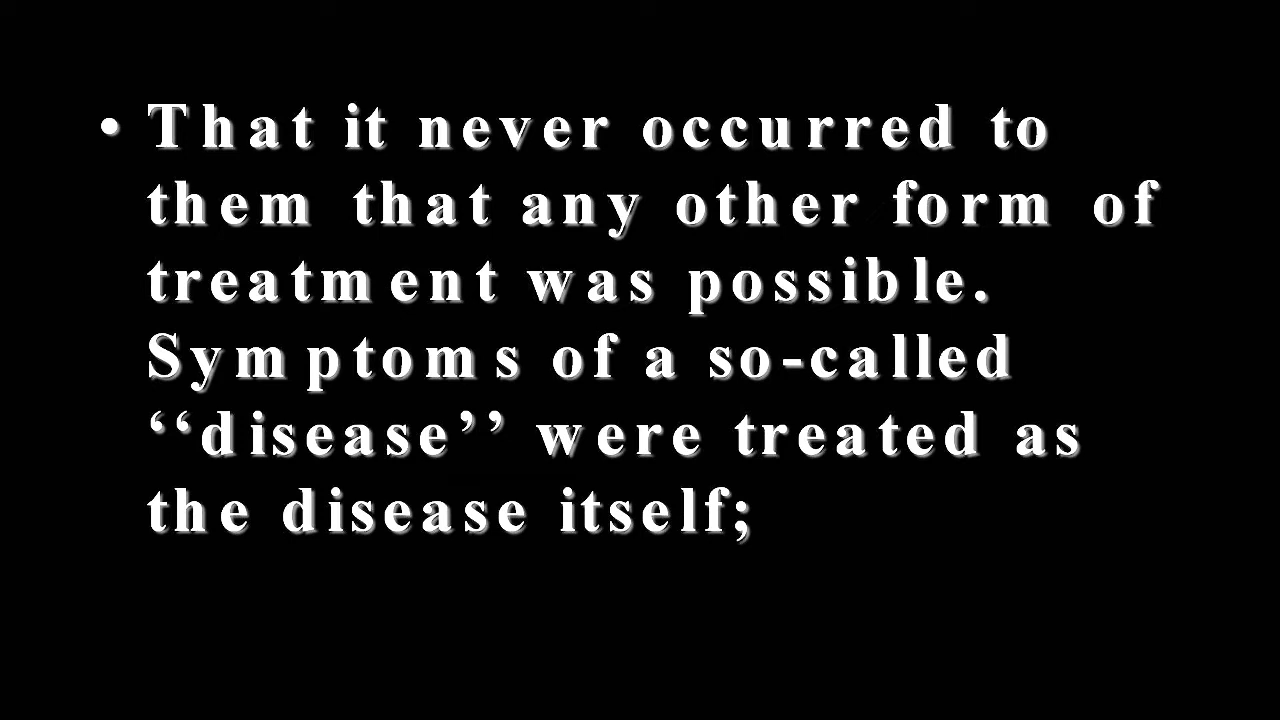 • That it never occurred to
them that any other form of
treatment was possible.
Symptoms of a so-called
‘‘disease’’ were treated as
the disease itself;